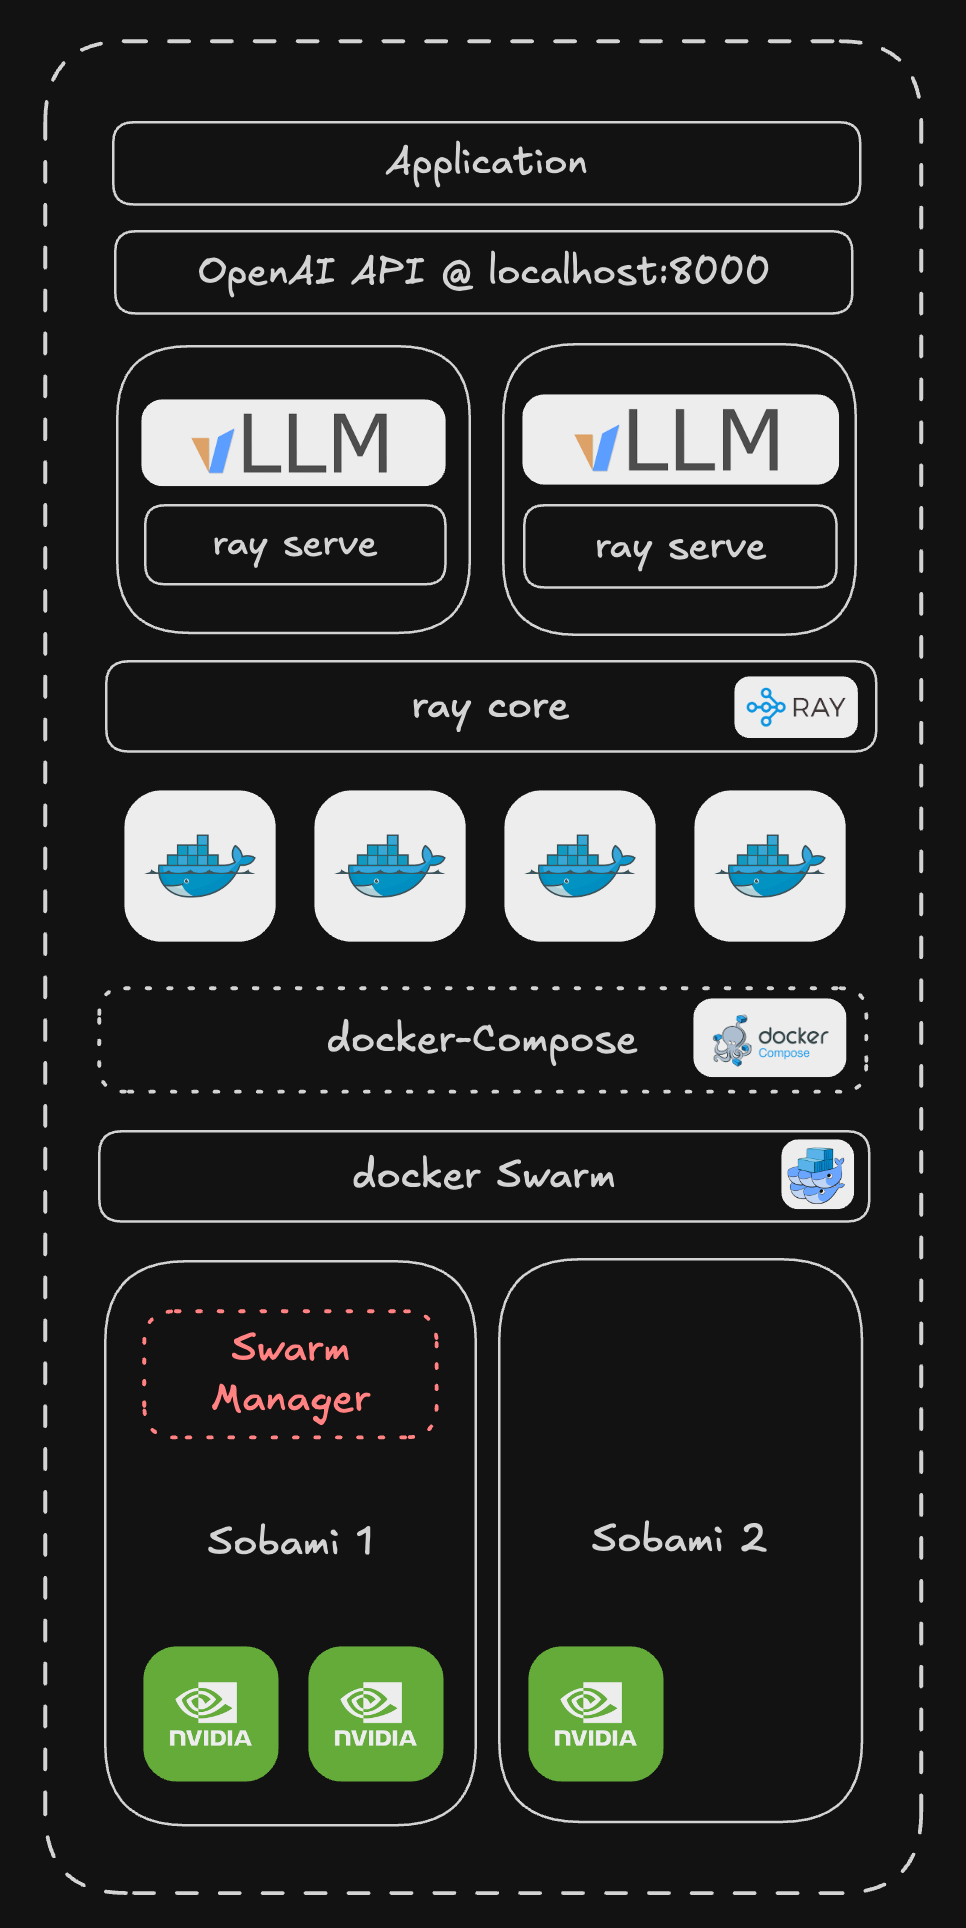 Application
OpenAI API @ localhost:8000
vLLM
vLLM
ray serve
ray serve
ray core
RAY
docker-Compose
docker
Compose
docker Swarm
Swarm
Manager
Sobami 1
Sobami 2
NVIDIA
NVIDIA
NVIDIA